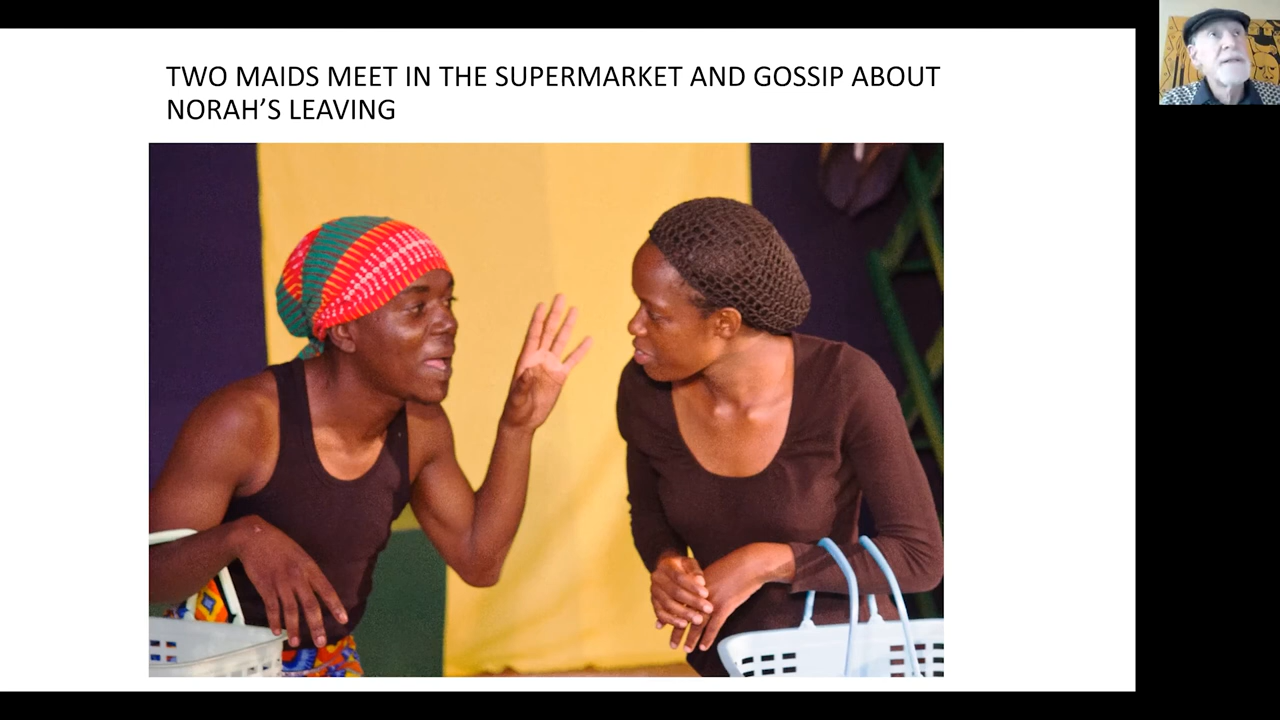 TWO MAIDS MEET IN THE SUPERMARKET AND GOSSIP ABOUT
NORAH’S LEAVING